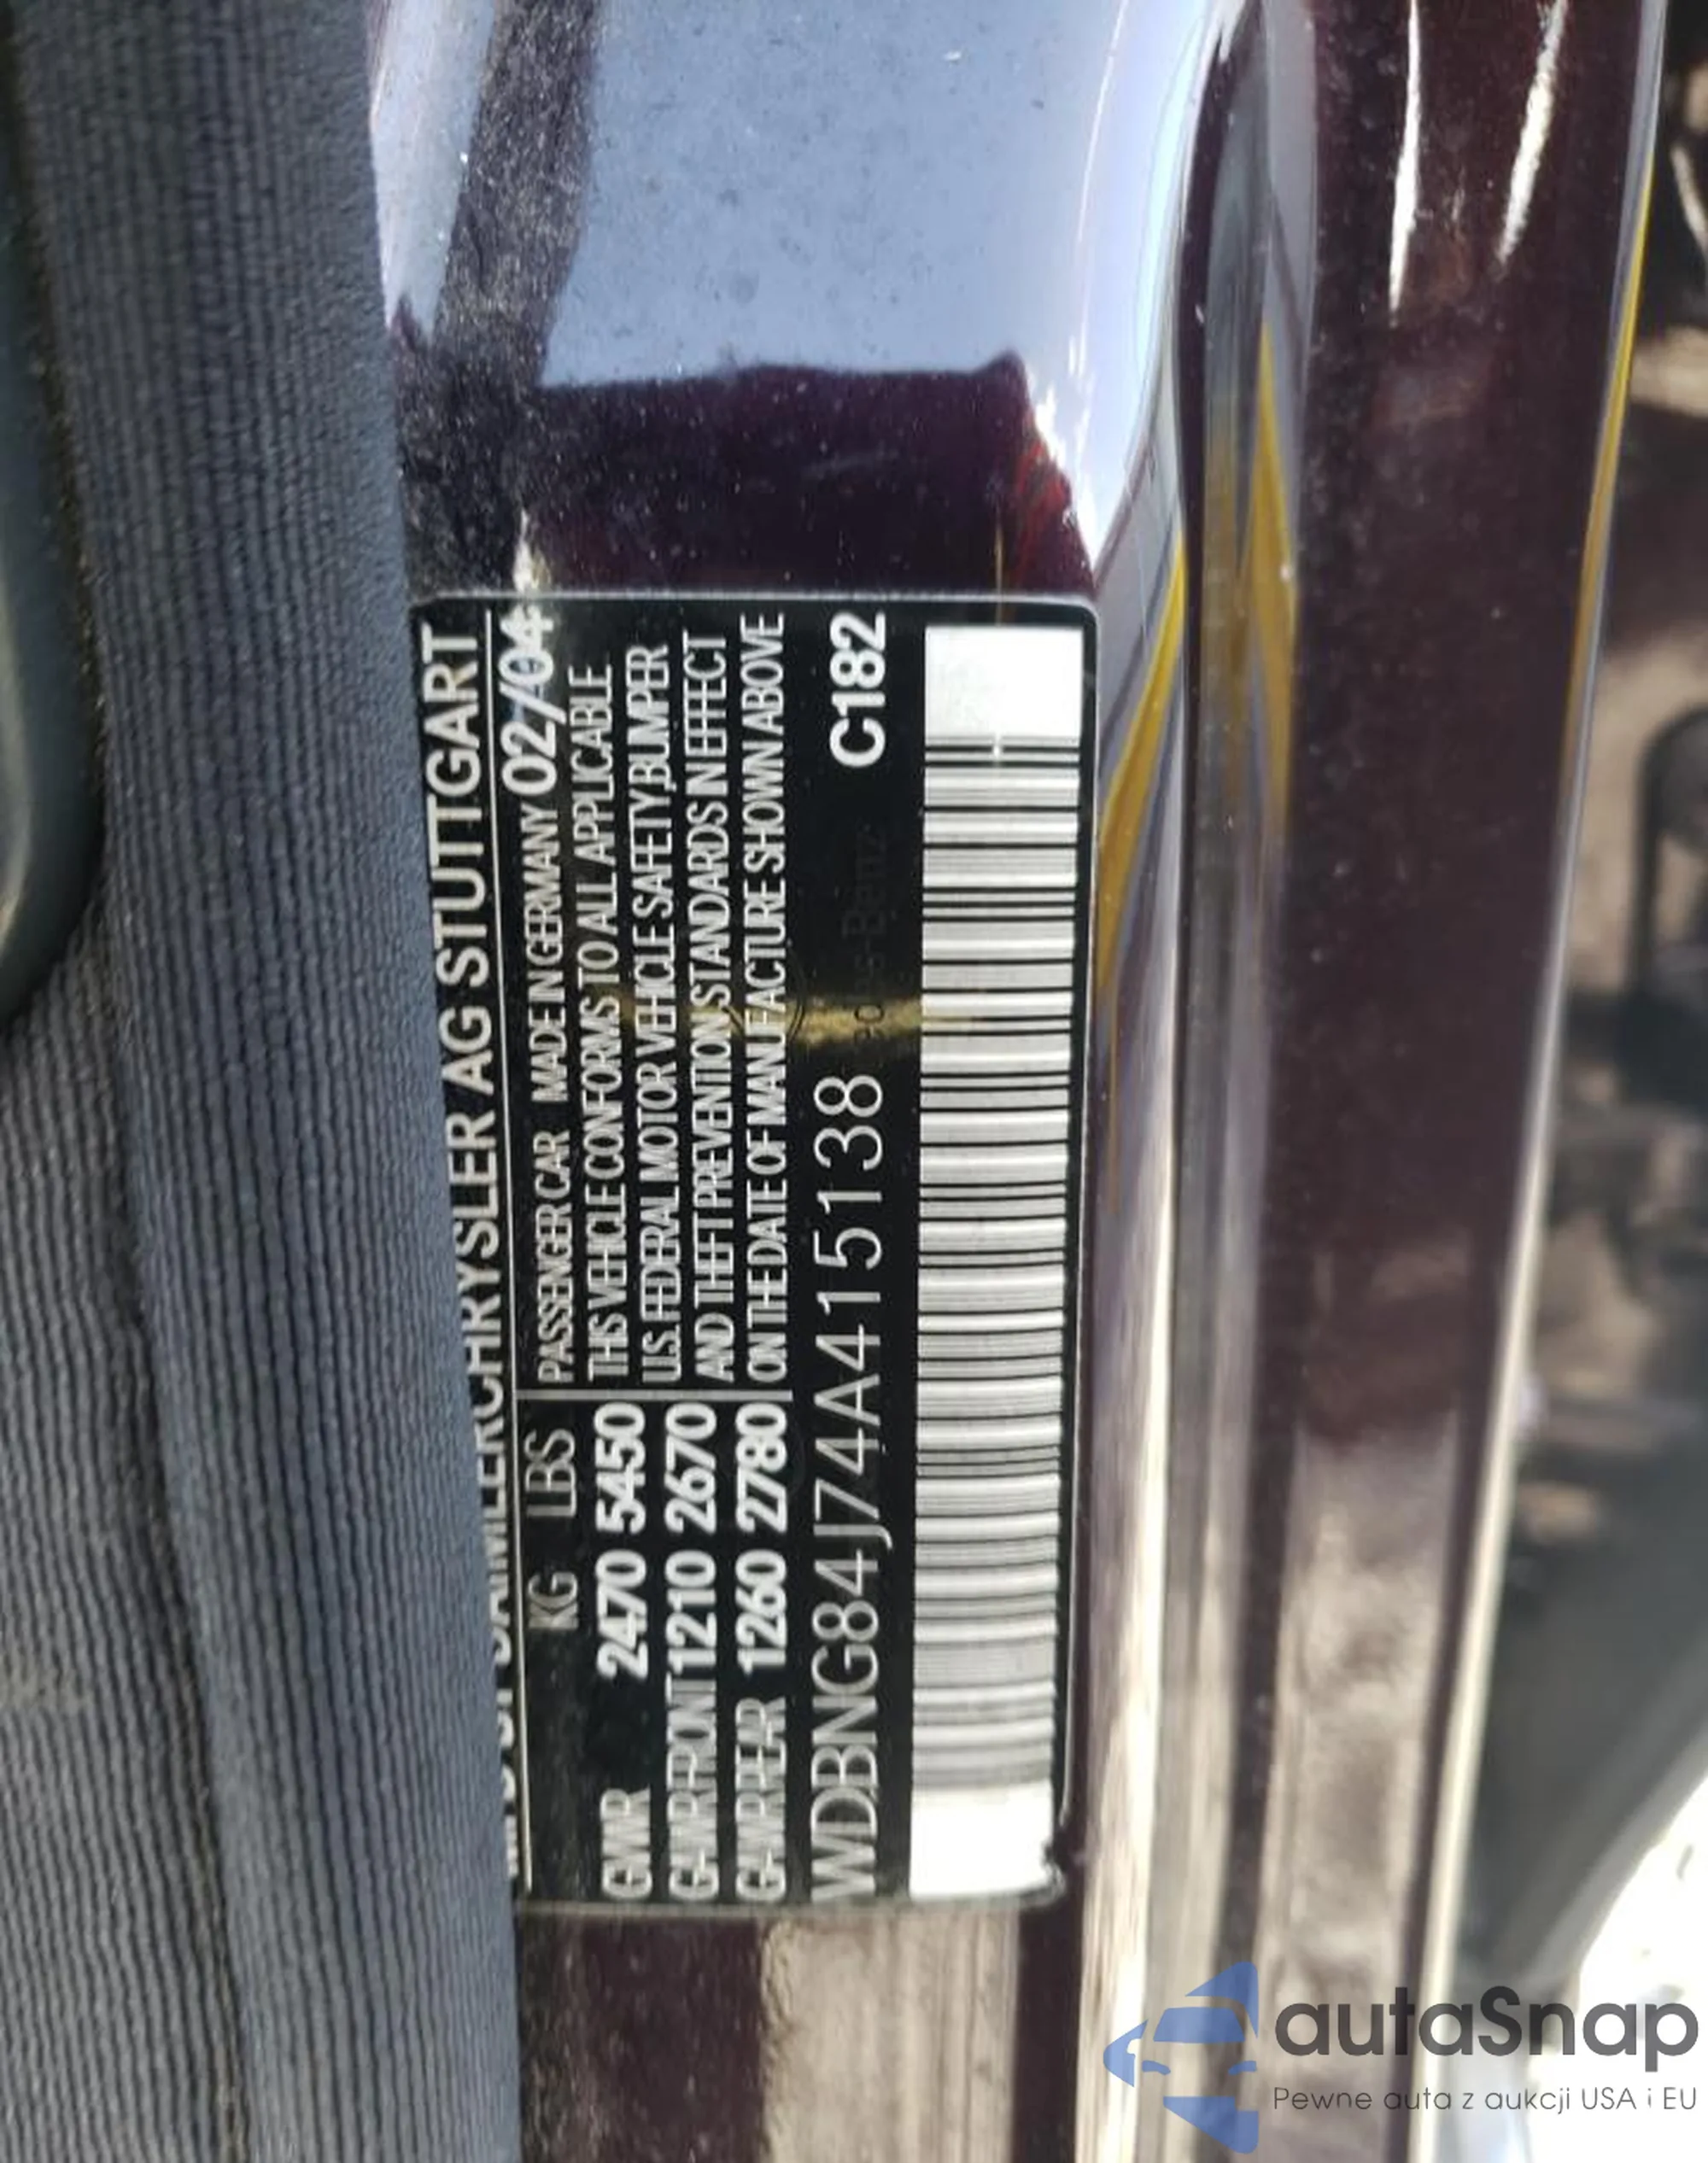 DAIMLERCHRYSLER AG STUTTGART
PASSENGER CAR MADE IN GERMANY 02/04
KG LBS
THIS VEHICLE CONFORMS TO ALL APPLICABLE
GVWR 2470 5450
U.S. FEDERAL MOTOR VEHICLE SAFETY, BUMPER
GAWR FRONT 1210 2670
AND THEFT PREVENTION STANDARDS IN EFFECT
GAWR REAR 1260 2780
ON THE DATE OF MANUFACTURE SHOWN ABOVE
WDBNG84J74A415138 C182
autaSnap
Pewne auta z aukcji USA i EU